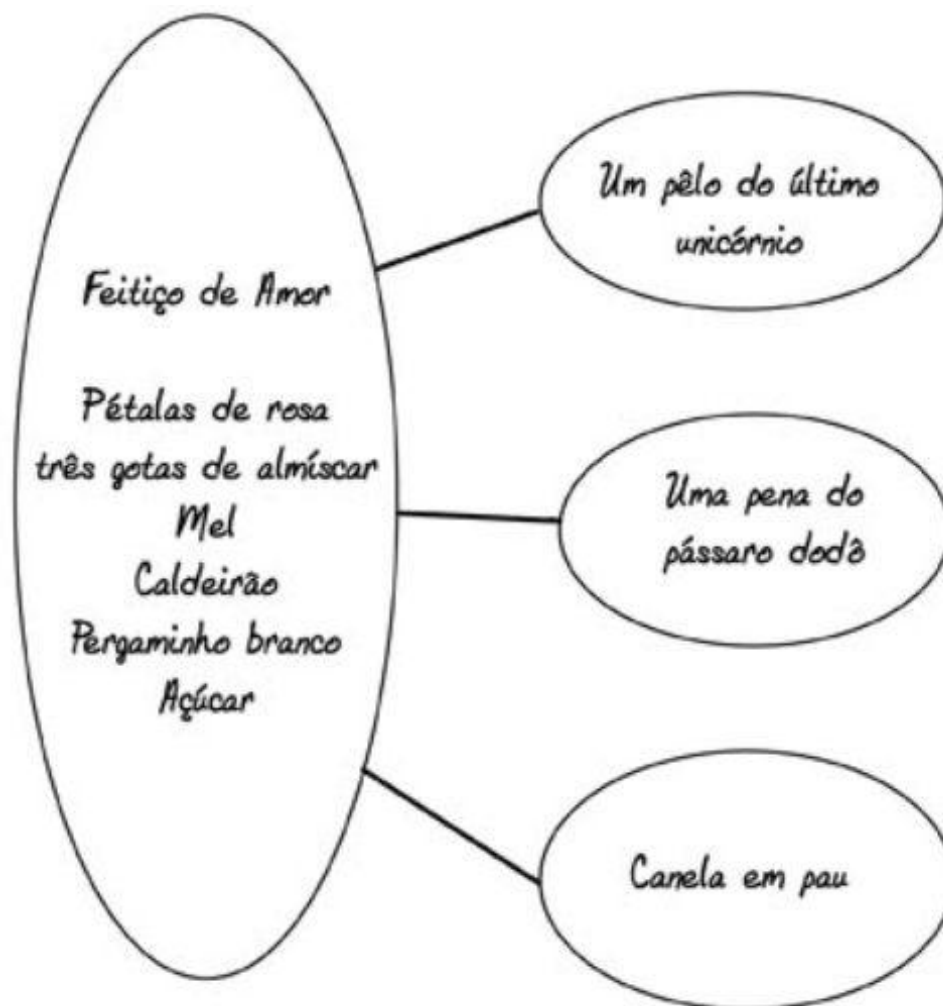 Feitiço de Amor
Pétalas de rosa
três gotas de almíscar
Mel
Caldeirão
Pergaminho branco
Açúcar
Um pêlo do último
unicórnio
Uma pena do
pássaro dodô
Canela em pau